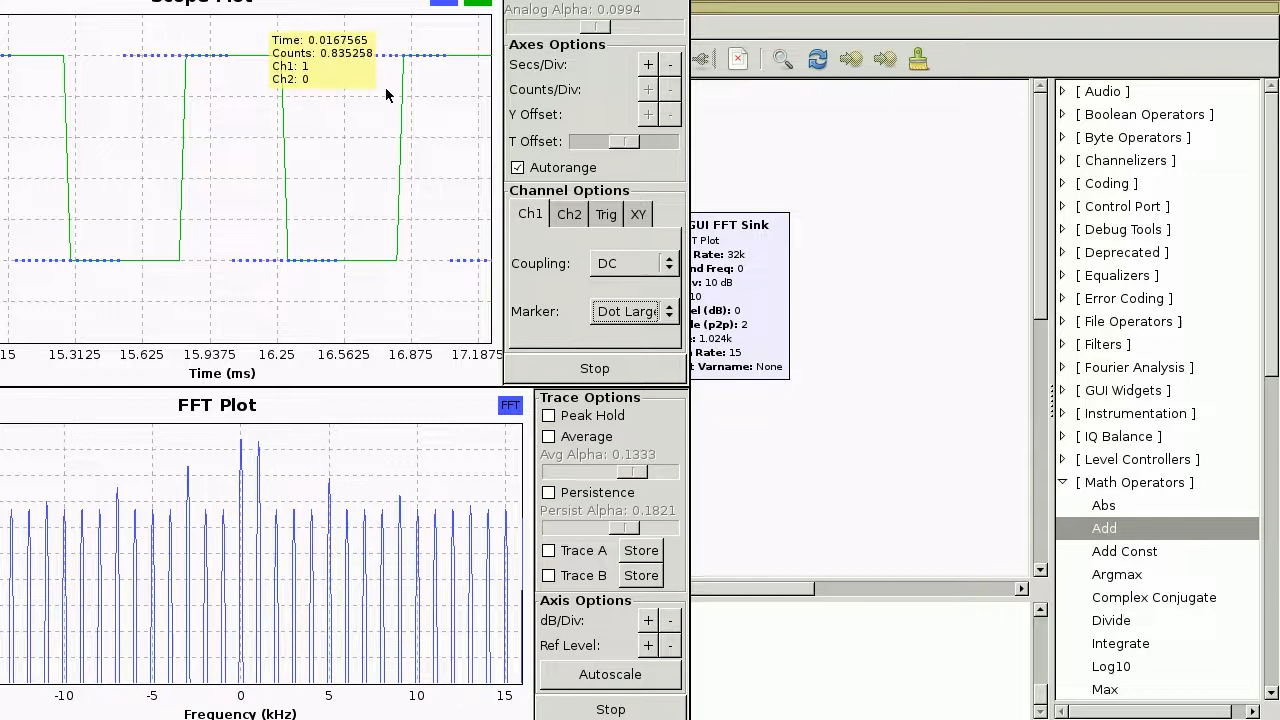 Scope Plot
Time: 0.0167565
Counts: 0.835258
Ch1: 1
Ch2: 0
15 15.3125 15.625 15.9375 16.25 16.5625 16.875 17.1875
Time (ms)
Analog Alpha: 0.0994
Axes Options
Secs/Div: + -
Counts/Div: + -
Y Offset: + -
T Offset:
Autorange
Channel Options
Ch1 Ch2 Trig XY
Coupling: DC
Marker: Dot Large
Stop
FFT Plot
FFT
-10 -5 0 5 10 15
Frequency (kHz)
Trace Options
Peak Hold
Average
Avg Alpha: 0.1333
Persistence
Persist Alpha: 0.1821
Trace A Store
Trace B Store
Axis Options
dB/Div: + -
Ref Level: + -
Autoscale
Stop
GUI FFT Sink
T Plot
Rate: 32k
nd Freq: 0
v: 10 dB
10
el (dB): 0
le (p2p): 2
: 1.024k
Rate: 15
t Varname: None
[ Audio ]
[ Boolean Operators ]
[ Byte Operators ]
[ Channelizers ]
[ Coding ]
[ Control Port ]
[ Debug Tools ]
[ Deprecated ]
[ Equalizers ]
[ Error Coding ]
[ File Operators ]
[ Filters ]
[ Fourier Analysis ]
[ GUI Widgets ]
[ Instrumentation ]
[ IQ Balance ]
[ Level Controllers ]
[ Math Operators ]
Abs
Add
Add Const
Argmax
Complex Conjugate
Divide
Integrate
Log10
Max